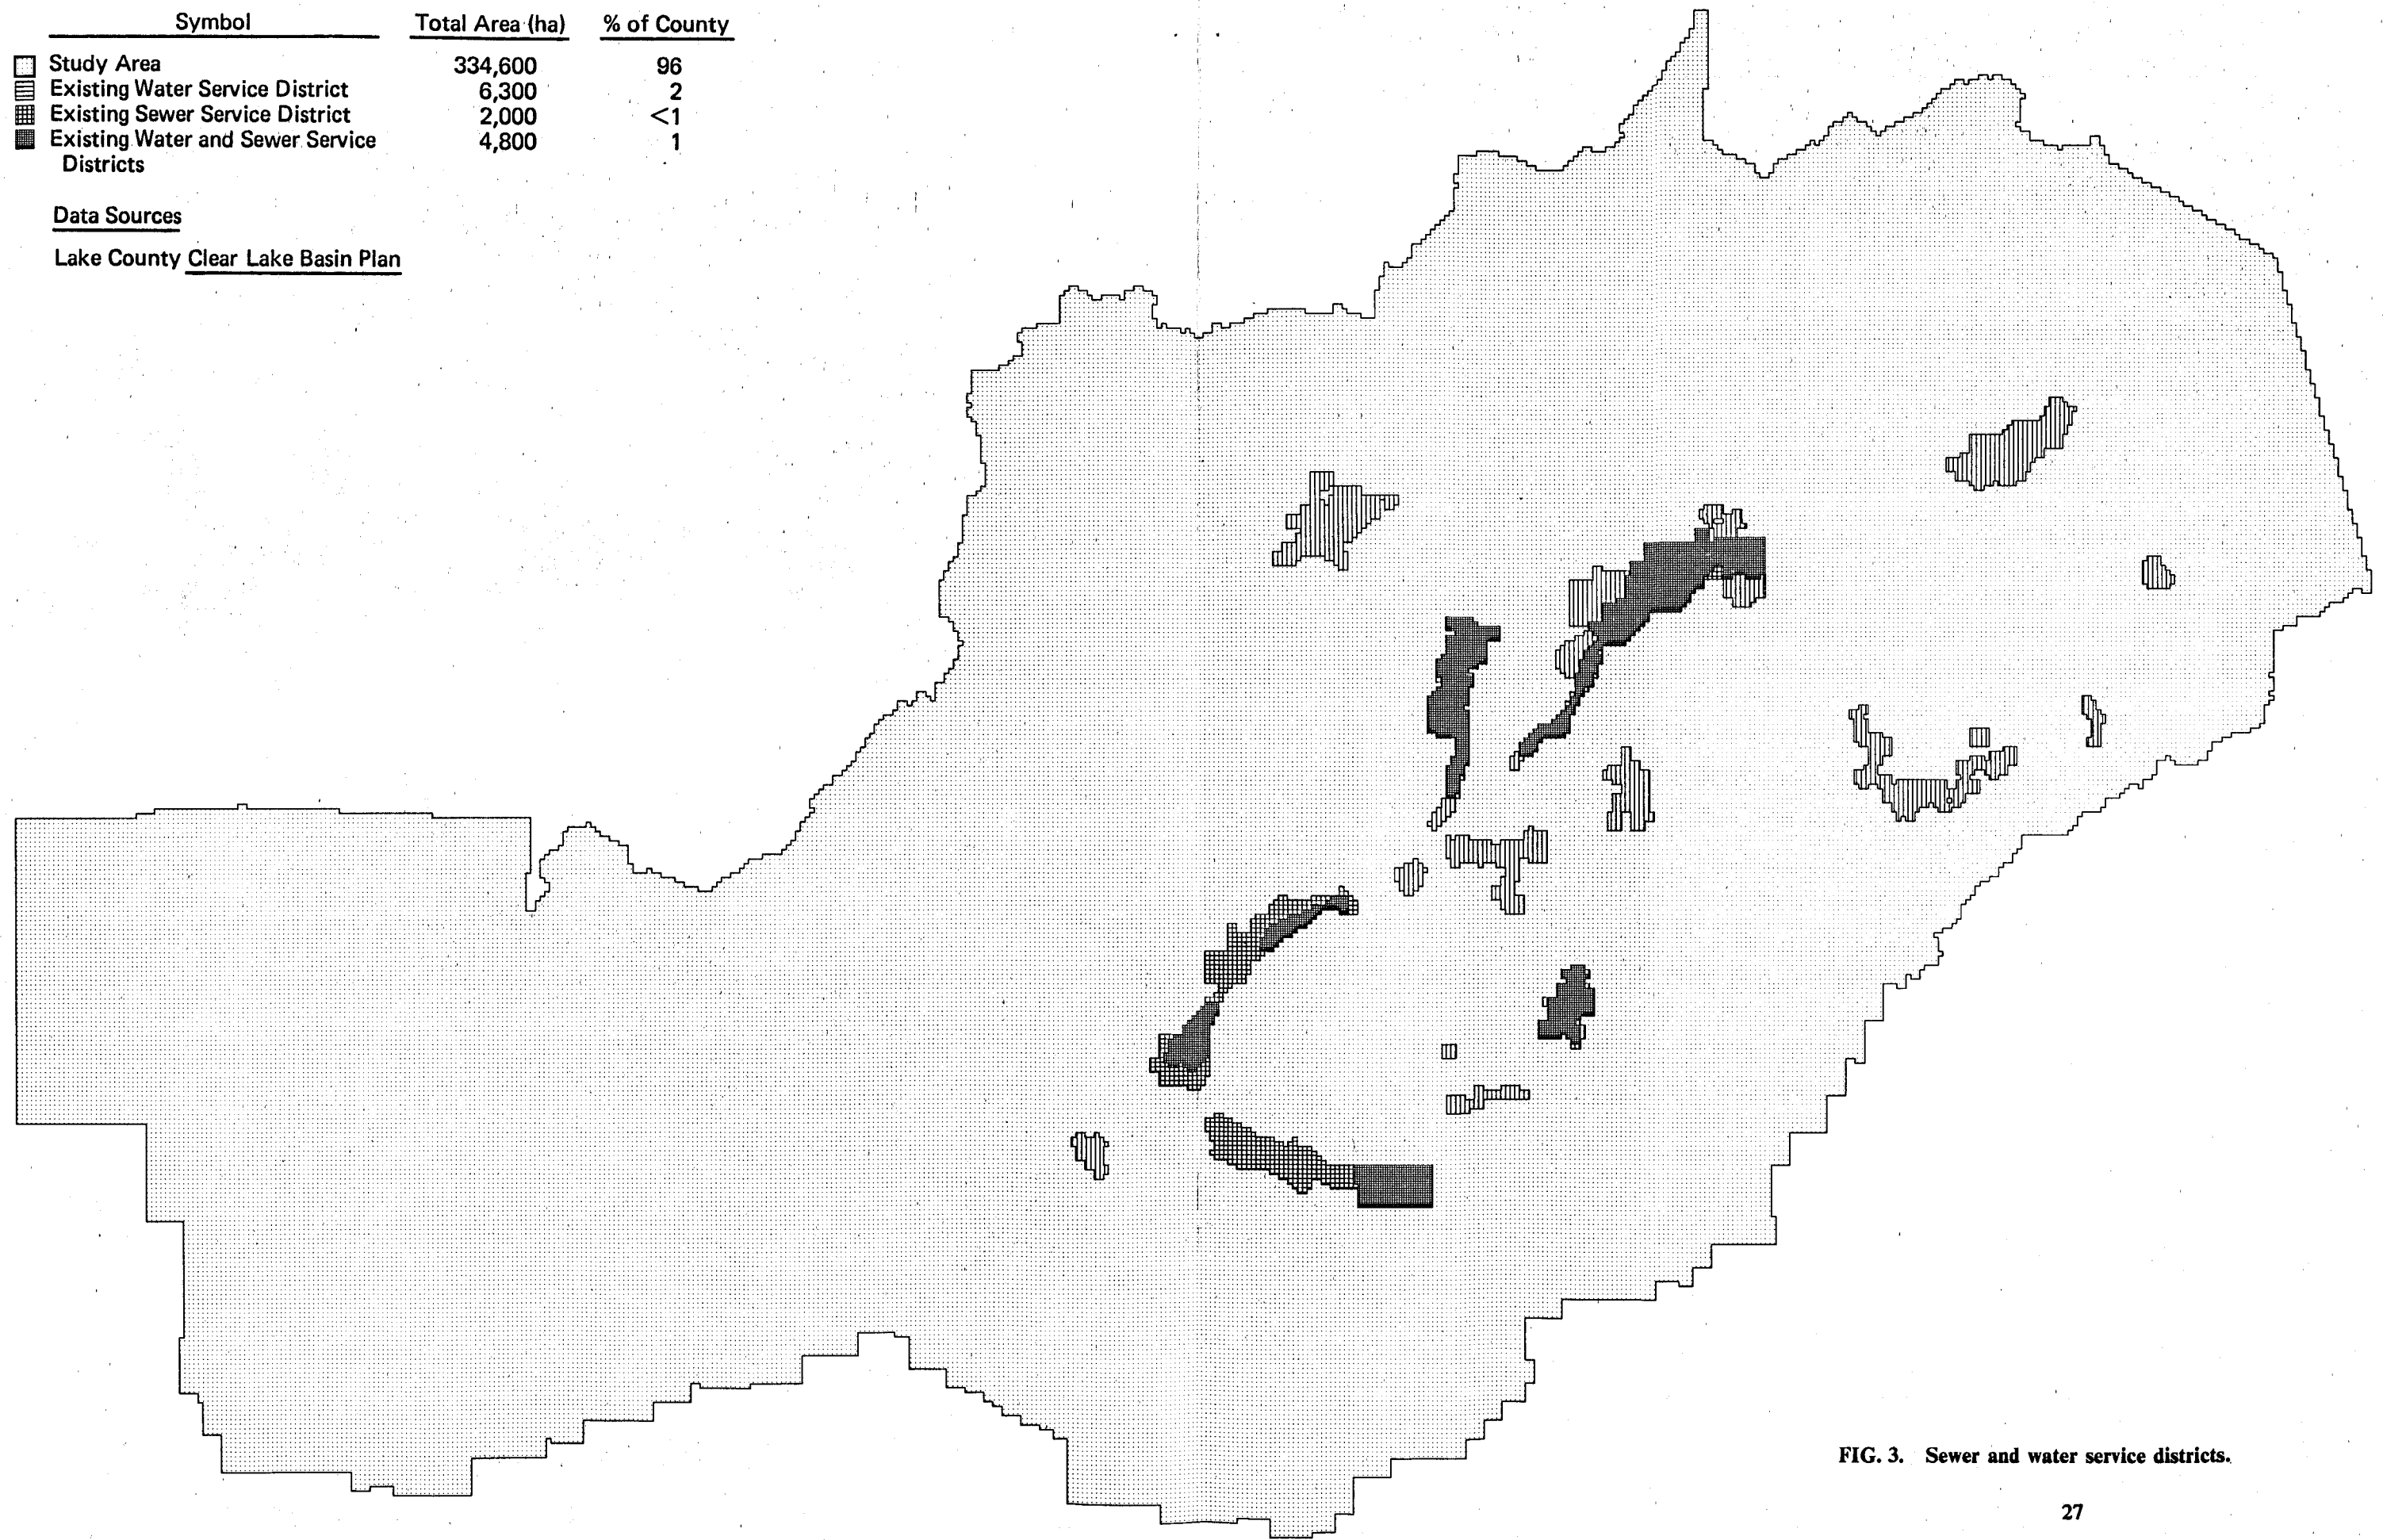 Symbol Total Area (ha) % of County
Study Area 334,600 96
Existing Water Service District 6,300 2
Existing Sewer Service District 2,000 <1
Existing Water and Sewer Service 4,800 1
Districts
Data Sources
Lake County Clear Lake Basin Plan
FIG. 3. Sewer and water service districts.
27